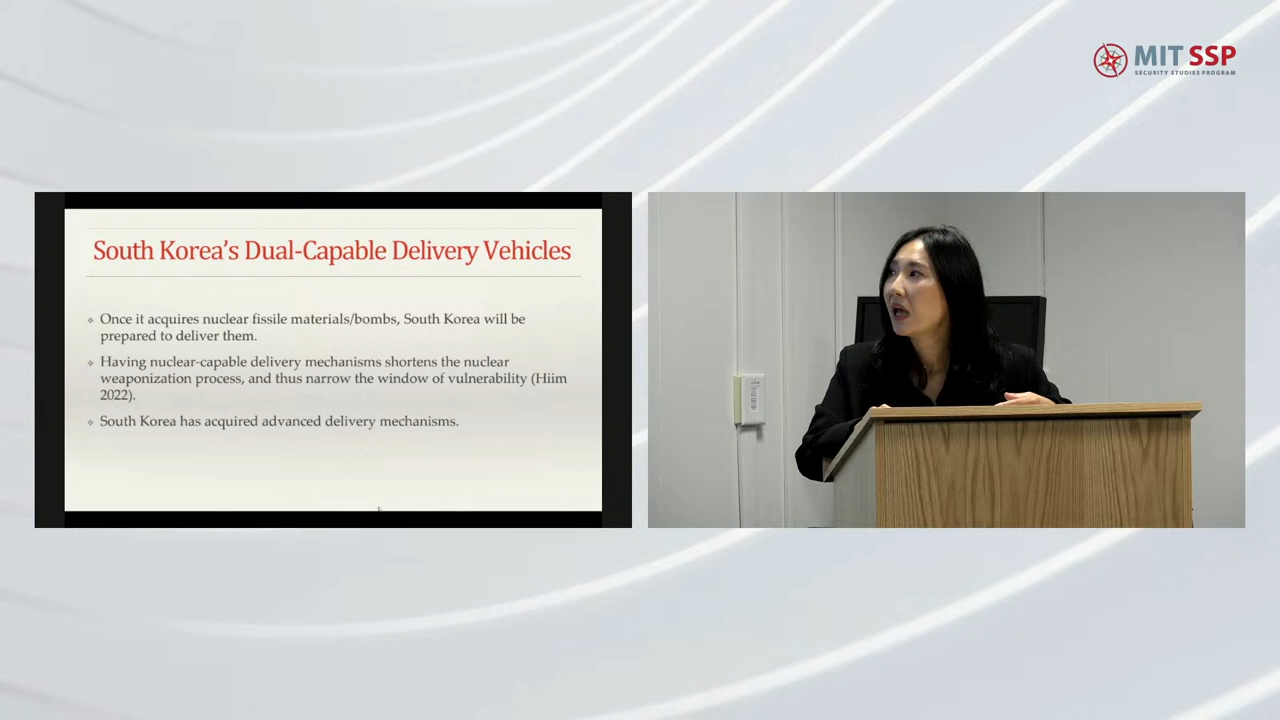 MIT SSP
SECURITY STUDIES PROGRAM
South Korea's Dual-Capable Delivery Vehicles
Once it acquires nuclear fissile materials/bombs, South Korea will be
prepared to deliver them.
Having nuclear-capable delivery mechanisms shortens the nuclear
weaponization process, and thus narrow the window of vulnerability (Hiim
2022).
South Korea has acquired advanced delivery mechanisms.